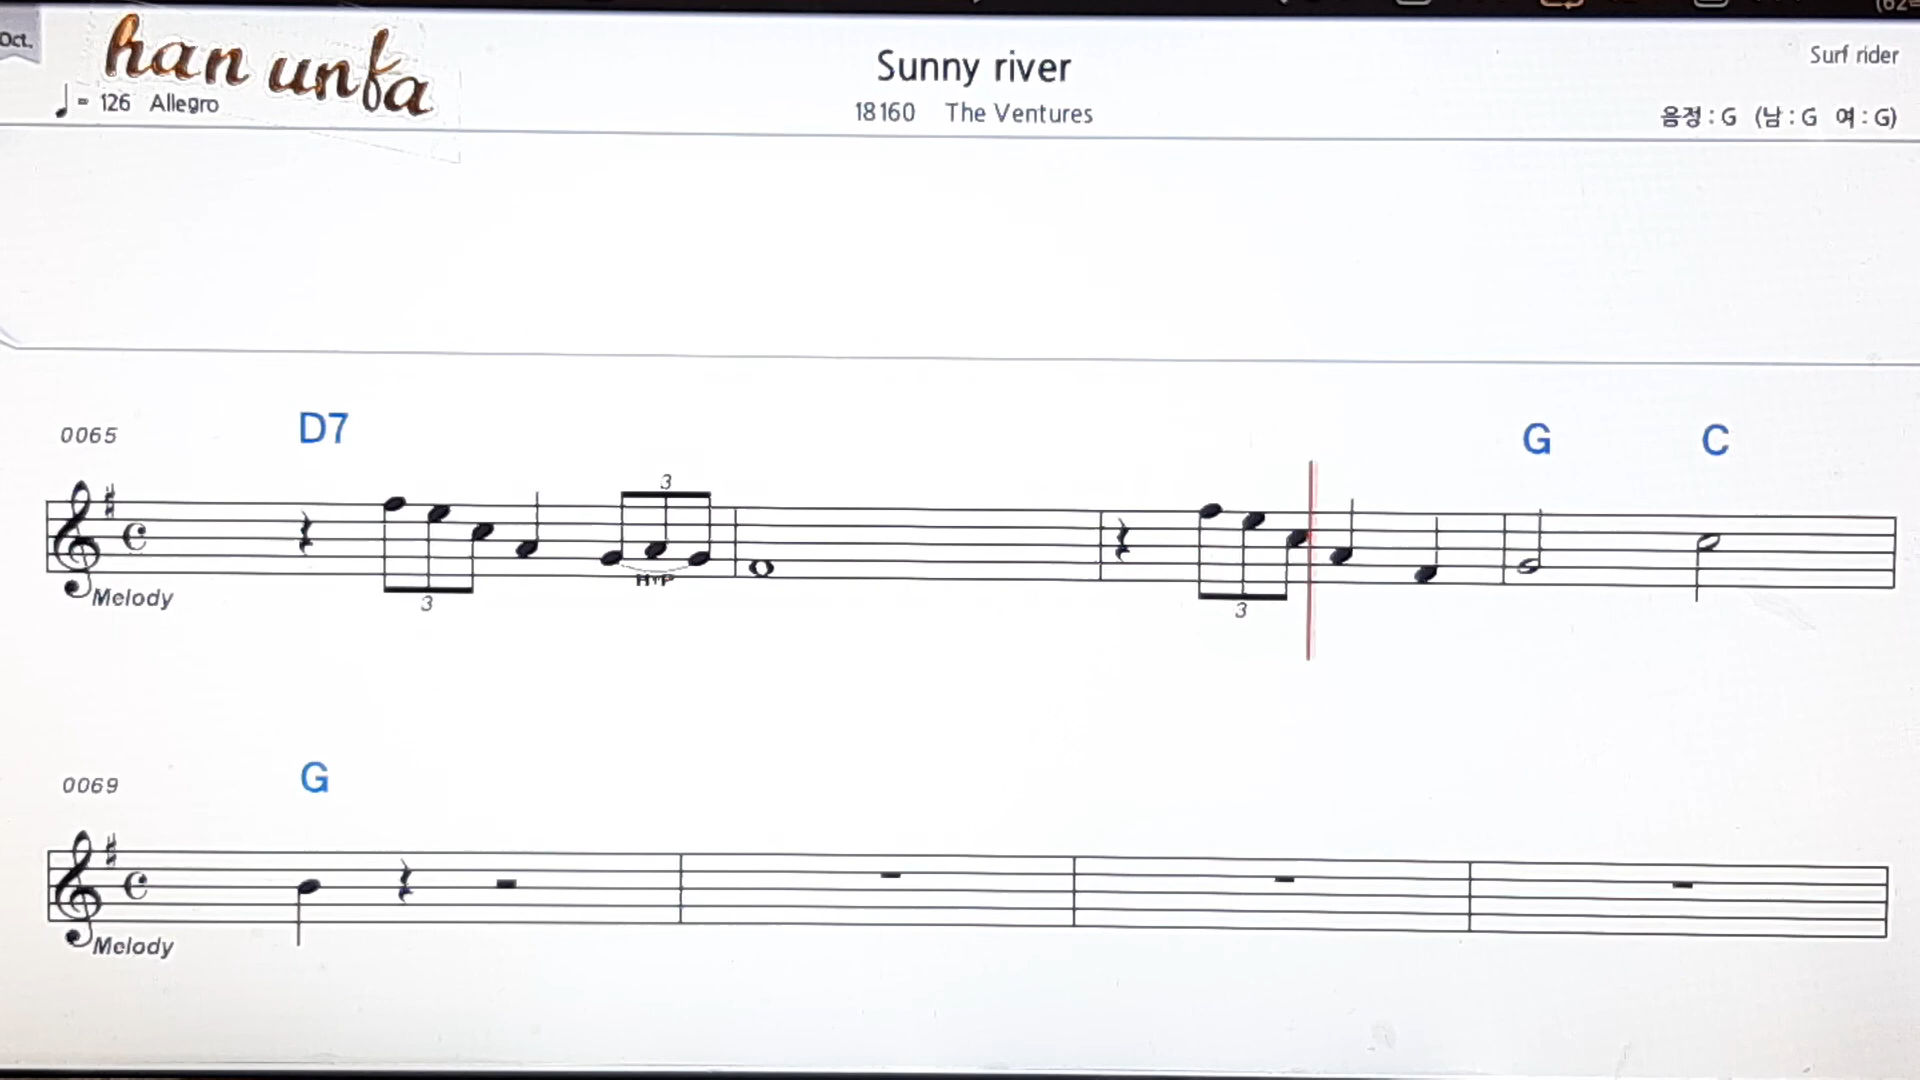 Oct.
han unfa
♩ = 126 Allegro
Sunny river
18160 The Ventures
Surf rider
음정 : G (남 : G 여 : G)
0065
D7
G
C
3
3
H+P
3
Melody
0069
G
Melody